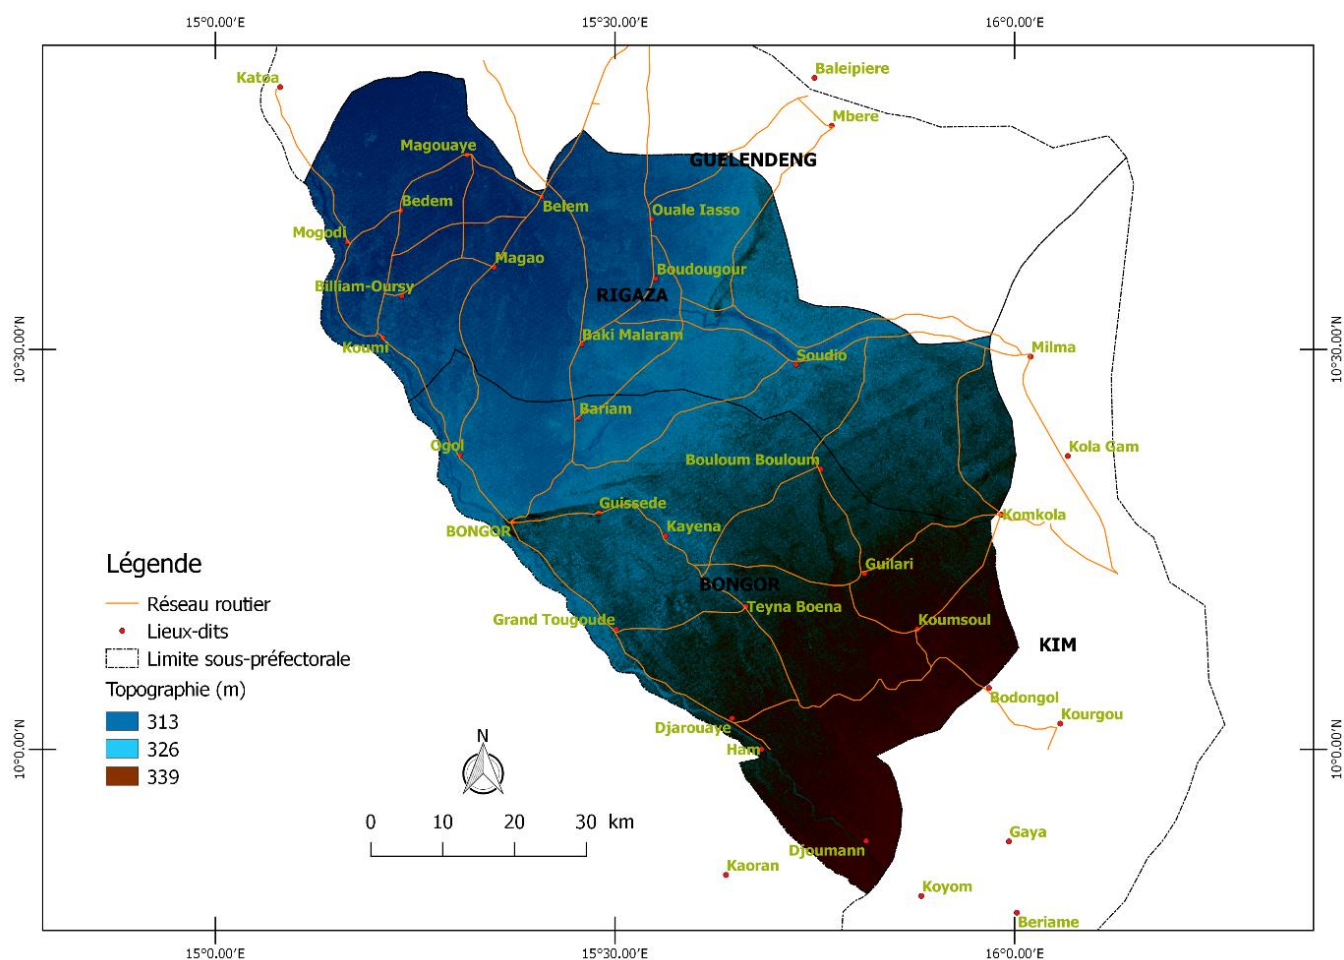 15°0.00′E 15°30.00′E 16°0.00′E
Katoa
Baleipiere
Mbere
Magouaye
GUELENDENG
Bedem
Belem
Ouale Iasso
Mogodi
Magao
Boudougour
Billiam-Oursy
RIGAZA
Koumi
Baki Malaram
Soudio
Milma
10°30.00′N 10°30.00′N
Bariam
Ogol
Bouloum Bouloum
Kola Gam
Guissede
BONGOR
Kayena
Komkola
Guilari
BONGOR
Teyna Boena
Grand Tougoude
Koumsoul
KIM
Bodongol
Djarouaye
Kourgou
Ham
10°0.00′N 10°0.00′N
Légende
Réseau routier
Lieux-dits
Limite sous-préfectorale
Topographie (m)
313
326
339
N
0 10 20 30 km
Gaya
Djoumann
Kaoran
Koyom
Beriame
15°0.00′E 15°30.00′E 16°0.00′E